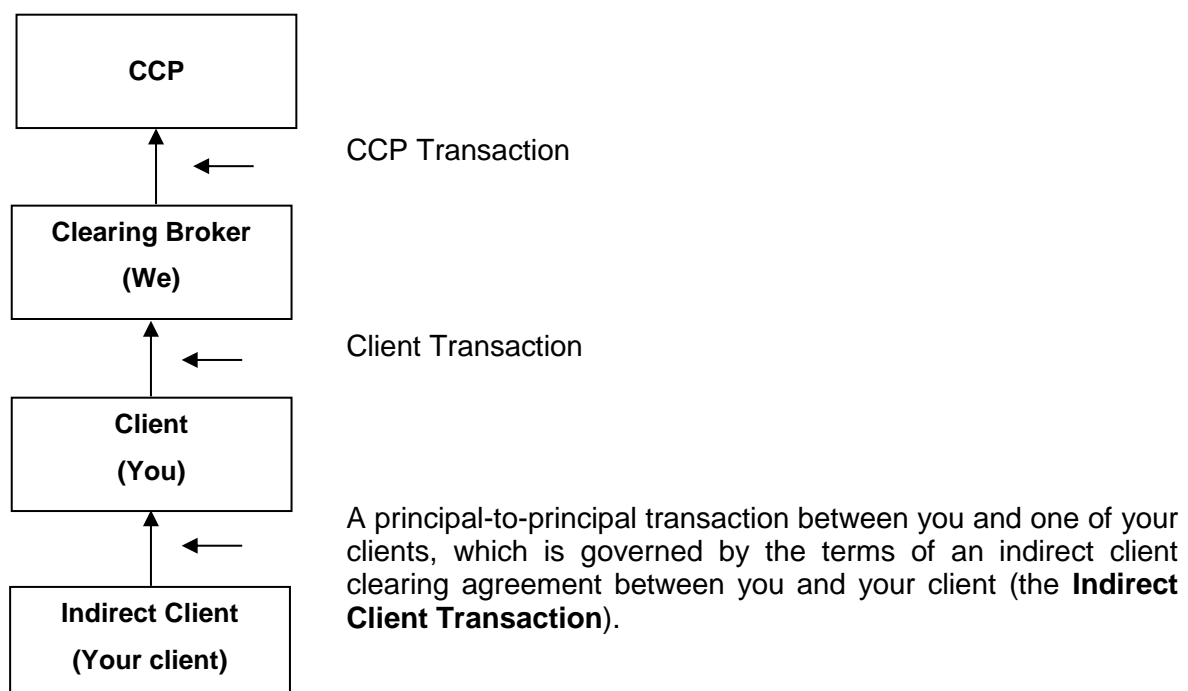 CCP
CCP Transaction
Clearing Broker
(We)
Client Transaction
Client
(You)
A principal-to-principal transaction between you and one of your
clients, which is governed by the terms of an indirect client
clearing agreement between you and your client (the Indirect
Client Transaction).
Indirect Client
(Your client)